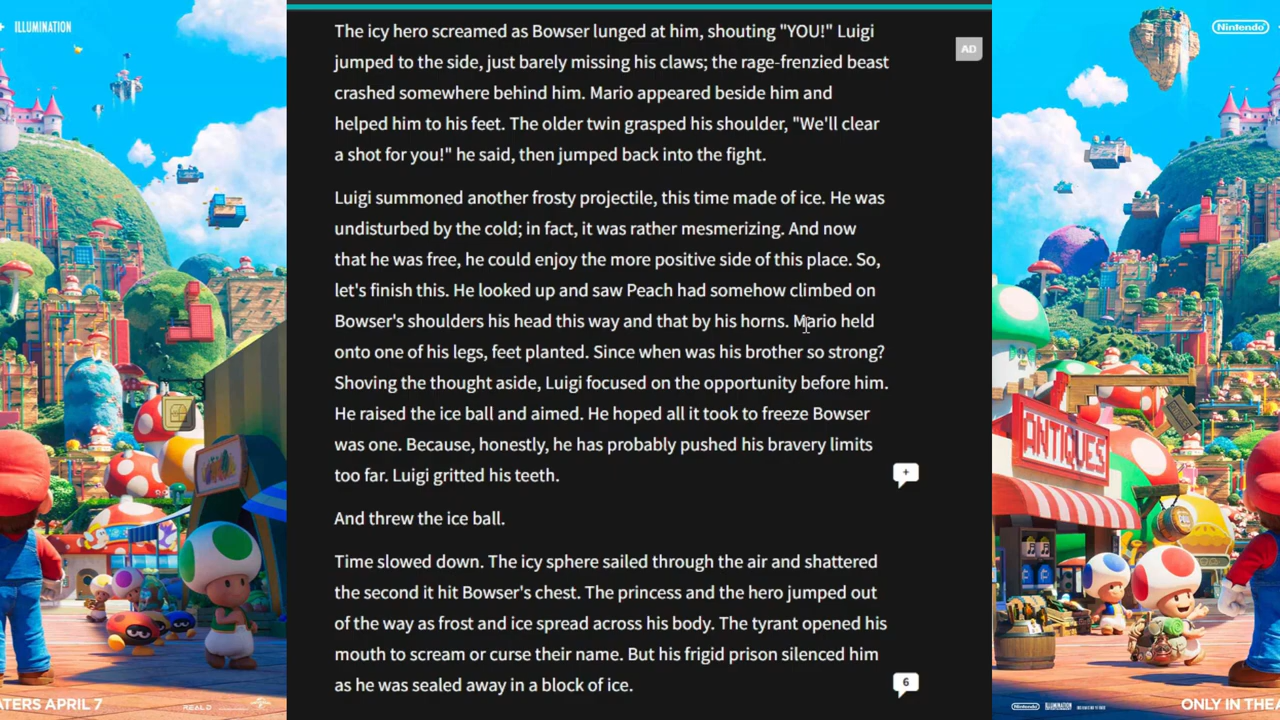 ILLUMINATION
Nintendo
AD
The icy hero screamed as Bowser lunged at him, shouting "YOU!" Luigi
jumped to the side, just barely missing his claws; the rage-frenzied beast
crashed somewhere behind him. Mario appeared beside him and
helped him to his feet. The older twin grasped his shoulder, "We'll clear
a shot for you!" he said, then jumped back into the fight.
Luigi summoned another frosty projectile, this time made of ice. He was
undisturbed by the cold; in fact, it was rather mesmerizing. And now
that he was free, he could enjoy the more positive side of this place. So,
let's finish this. He looked up and saw Peach had somehow climbed on
Bowser's shoulders his head this way and that by his horns. Mario held
onto one of his legs, feet planted. Since when was his brother so strong?
Shoving the thought aside, Luigi focused on the opportunity before him.
He raised the ice ball and aimed. He hoped all it took to freeze Bowser
was one. Because, honestly, he has probably pushed his bravery limits
too far. Luigi gritted his teeth.
+
And threw the ice ball.
Time slowed down. The icy sphere sailed through the air and shattered
the second it hit Bowser's chest. The princess and the hero jumped out
of the way as frost and ice spread across his body. The tyrant opened his
mouth to scream or curse their name. But his frigid prison silenced him
as he was sealed away in a block of ice.
6
ANTIQUES
ATERS APRIL 7
REAL D
Nintendo
ILLUMINATION
ONLY IN THEA